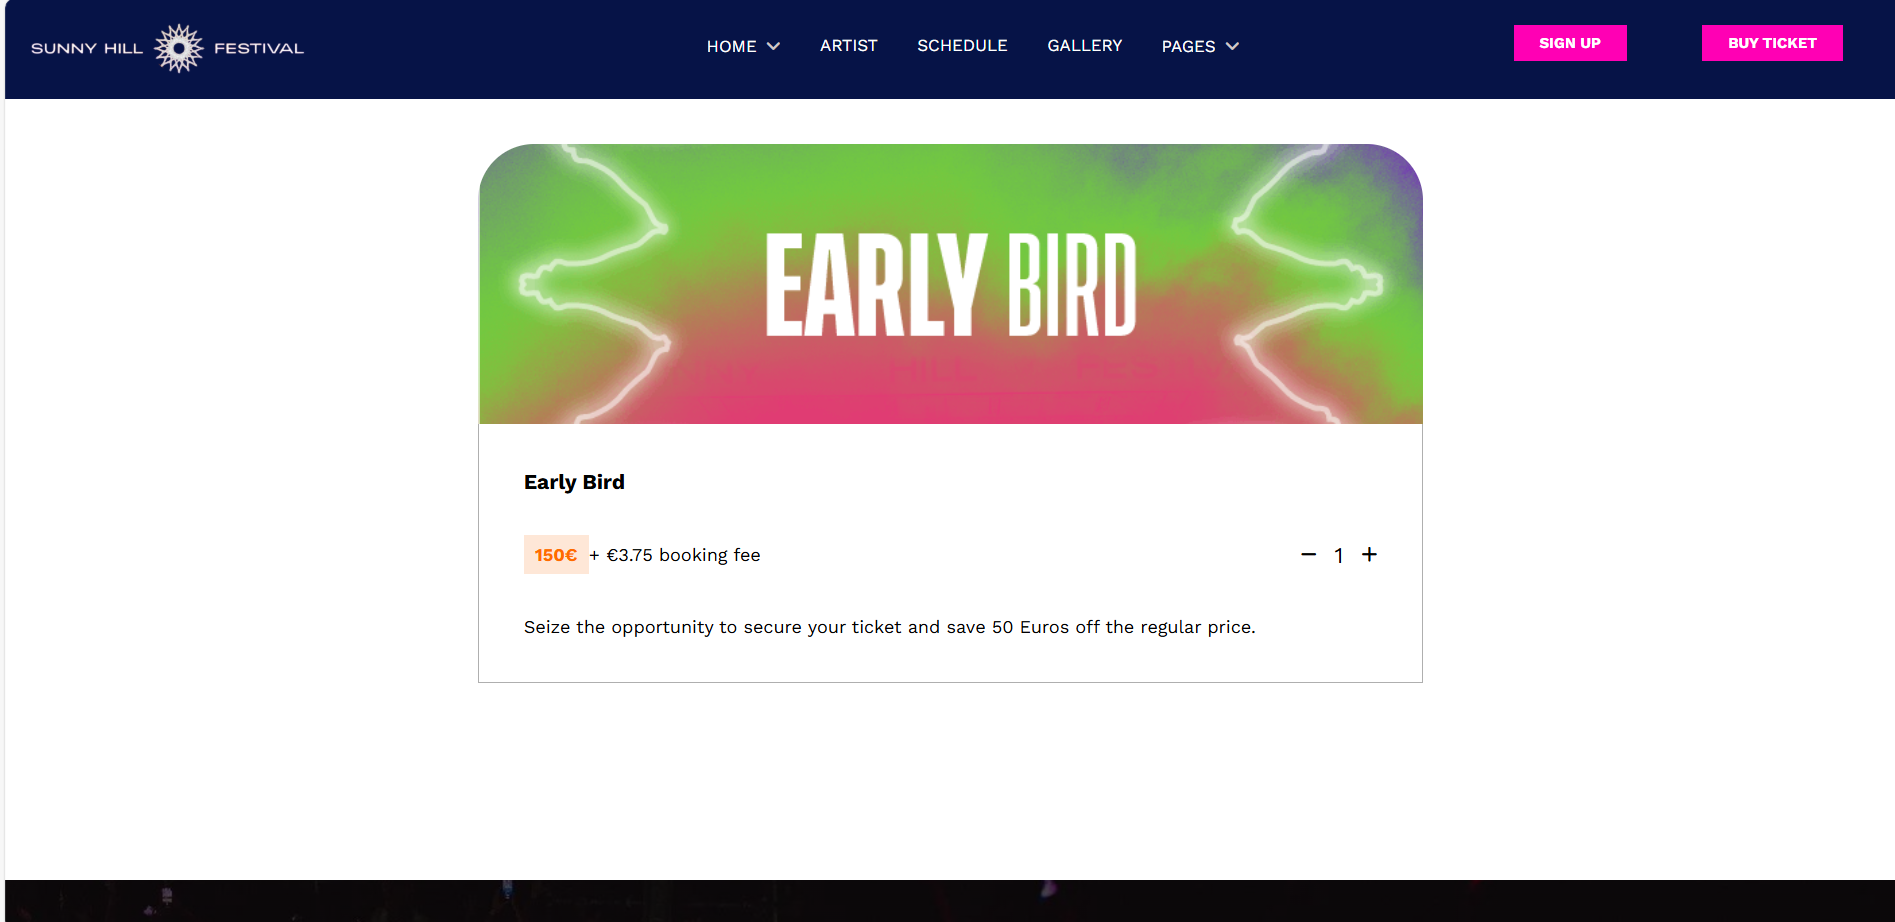 SUNNY HILL FESTIVAL
HOME ARTIST SCHEDULE GALLERY PAGES
SIGN UP BUY TICKET
EARLY BIRD
HILL
Early Bird
150€ + €3.75 booking fee
− 1 +
Seize the opportunity to secure your ticket and save 50 Euros off the regular price.